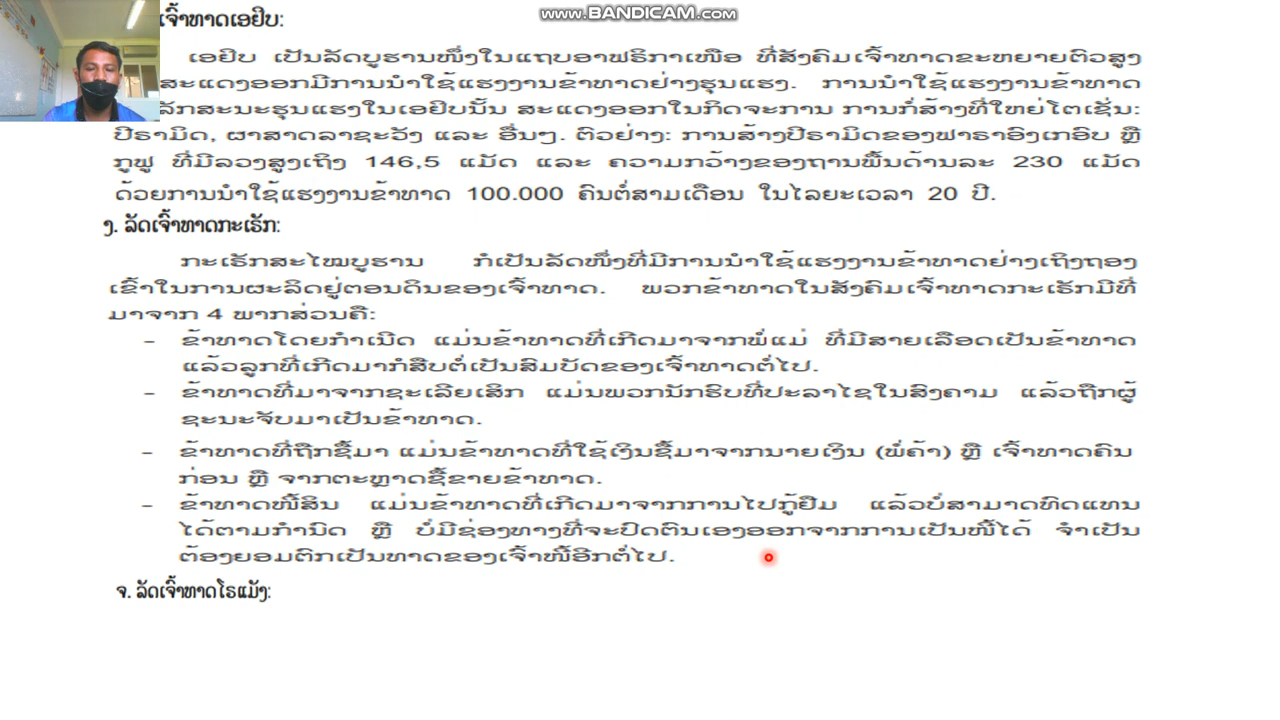 www.BANDICAM.com
ເຈົ້າທາດເອຢິບ:
ເອຢິບ ເປັນລັດບູຮານໜຶ່ງໃນແຖບອາຟຣິກາເໜືອ ທີ່ສັງຄົມເຈົ້າທາດຂະຫຍາຍຕົວສູງ
ສະແດງອອກມີການນຳໃຊ້ແຮງງານຂ້າທາດຢ່າງຮຸນແຮງ. ການນຳໃຊ້ແຮງງານຂ້າທາດ
ລັກສະນະຮຸນແຮງໃນເອຢິບນັ້ນ ສະແດງອອກໃນກິດຈະການ ການກໍ່ສ້າງທີ່ໃຫຍ່ໂຕເຊັ່ນ:
ປີຣາມິດ, ຜາສາດລາຊະວັງ ແລະ ອື່ນໆ. ຕົວຢ່າງ: ການສ້າງປີຣາມິດຂອງຟາຣາອົງເກອົບ ຫຼື
ກູຟູ ທີ່ມີລວງສູງເຖິງ 146,5 ແມັດ ແລະ ຄວາມກວ້າງຂອງຖານພື້ນດ້ານລະ 230 ແມັດ
ດ້ວຍການນຳໃຊ້ແຮງງານຂ້າທາດ 100.000 ຄົນຕໍ່ສາມເດືອນ ໃນໄລຍະເວລາ 20 ປີ.
ງ. ລັດເຈົ້າທາດກະເຣັກ:
ກະເຣັກສະໄໝບູຮານ ກໍເປັນລັດໜຶ່ງທີ່ມີການນຳໃຊ້ແຮງງານຂ້າທາດຢ່າງເຖິງຖອງ
ເຂົ້າໃນການຜະລິດຢູ່ຕອນດິນຂອງເຈົ້າທາດ. ພວກຂ້າທາດໃນສັງຄົມເຈົ້າທາດກະເຣັກມີທີ່
ມາຈາກ 4 ພາກສ່ວນຄື:
- ຂ້າທາດໂດຍກຳເນີດ ແມ່ນຂ້າທາດທີ່ເກີດມາຈາກພໍ່ແມ່ ທີ່ມີສາຍເລືອດເປັນຂ້າທາດ
ແລ້ວລູກທີ່ເກີດມາກໍສືບຕໍ່ເປັນສົມບັດຂອງເຈົ້າທາດຕໍ່ໄປ.
- ຂ້າທາດທີ່ມາຈາກຊະເລີຍເສິກ ແມ່ນພວກນັກຮົບທີ່ປະລາໄຊໃນສົງຄາມ ແລ້ວຖືກຜູ້
ຊະນະຈັບມາເປັນຂ້າທາດ.
- ຂ້າທາດທີ່ຖືກຊື້ມາ ແມ່ນຂ້າທາດທີ່ໃຊ້ເງິນຊື້ມາຈາກນາຍເງິນ (ພໍ່ຄ້າ) ຫຼື ເຈົ້າທາດຄົນ
ກ່ອນ ຫຼື ຈາກຕະຫຼາດຊື້ຂາຍຂ້າທາດ.
- ຂ້າທາດໜີ້ສິນ ແມ່ນຂ້າທາດທີ່ເກີດມາຈາກການໄປກູ້ຢືມ ແລ້ວບໍ່ສາມາດທົດແທນ
ໄດ້ຕາມກຳນົດ ຫຼື ບໍ່ມີຊ່ອງທາງທີ່ຈະປົດຕົນເອງອອກຈາກການເປັນໜີ້ໄດ້ ຈຳເປັນ
ຕ້ອງຍອມຕົກເປັນທາດຂອງເຈົ້າໜີ້ອີກຕໍ່ໄປ.
ຈ. ລັດເຈົ້າທາດໂຣແມັງ: